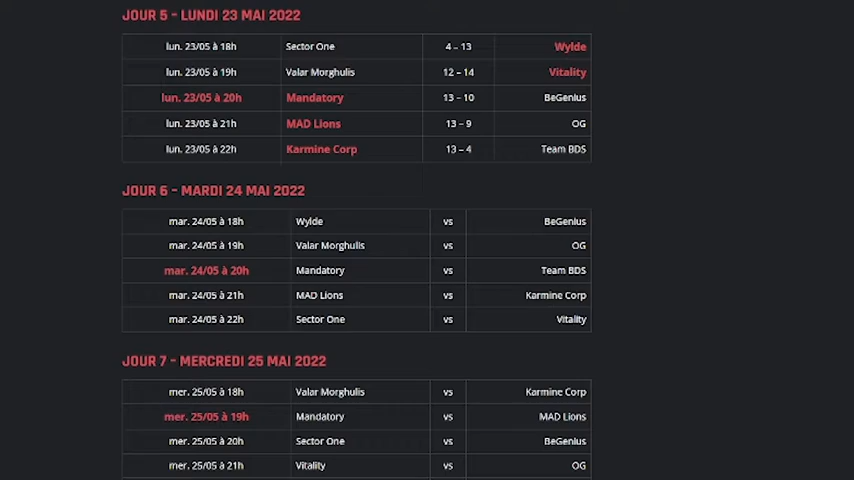 JOUR 5 - LUNDI 23 MAI 2022
lun. 23/05 à 18h Sector One 4 – 13 Wylde
lun. 23/05 à 19h Valar Morghulis 12 – 14 Vitality
lun. 23/05 à 20h Mandatory 13 – 10 BeGenius
lun. 23/05 à 21h MAD Lions 13 – 9 OG
lun. 23/05 à 22h Karmine Corp 13 – 4 Team BDS
JOUR 6 - MARDI 24 MAI 2022
mar. 24/05 à 18h Wylde vs BeGenius
mar. 24/05 à 19h Valar Morghulis vs OG
mar. 24/05 à 20h Mandatory vs Team BDS
mar. 24/05 à 21h MAD Lions vs Karmine Corp
mar. 24/05 à 22h Sector One vs Vitality
JOUR 7 - MERCREDI 25 MAI 2022
mer. 25/05 à 18h Valar Morghulis vs Karmine Corp
mer. 25/05 à 19h Mandatory vs MAD Lions
mer. 25/05 à 20h Sector One vs BeGenius
mer. 25/05 à 21h Vitality vs OG